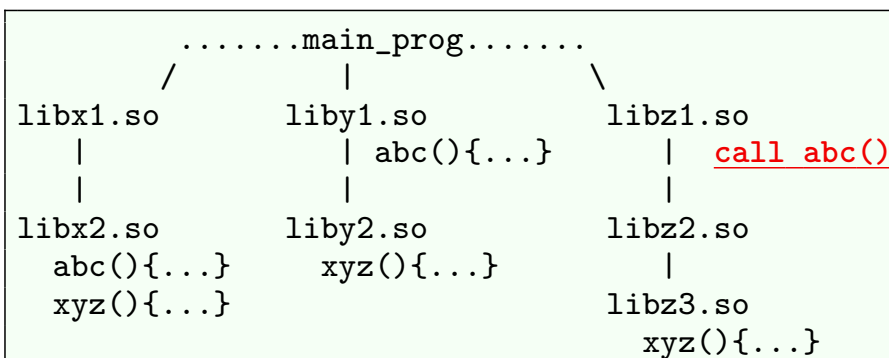 .......main_prog.......
/ | \
libx1.so liby1.so libz1.so
| | abc(){...} | call abc()
| | |
libx2.so liby2.so libz2.so
abc(){...} xyz(){...} |
xyz(){...} libz3.so
xyz(){...}